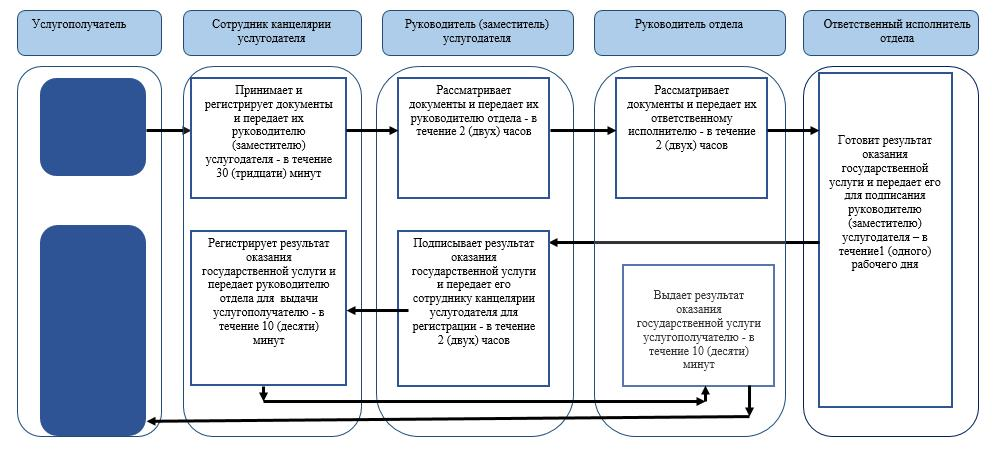 Услугополучатель
Сотрудник канцелярии
услугодателя
Руководитель (заместитель)
услугодателя
Руководитель отдела
Ответственный исполнитель
отдела
Принимает и
регистрирует документы
и передает их
руководителю
(заместителю)
услугодателя - в течение
30 (тридцати) минут
Рассматривает
документы и передает их
руководителю отдела - в
течение 2 (двух) часов
Рассматривает
документы и передает их
ответственному
исполнителю - в течение
2 (двух) часов
Готовит результат
оказания
государственной
услуги и передает его
для подписания
руководителю
(заместителю)
услугодателя – в
течение1 (одного)
рабочего дня
Регистрирует результат
оказания
государственной услуги и
передает руководителю
отдела для выдачи
услугополучателю - в
течение 10 (десяти)
минут
Подписывает результат
оказания
государственной услуги
и передает его
сотруднику канцелярии
услугодателя для
регистрации - в течение
2 (двух) часов
Выдает результат
оказания
государственной услуги
услугополучателю - в
течение 10 (десяти)
минут